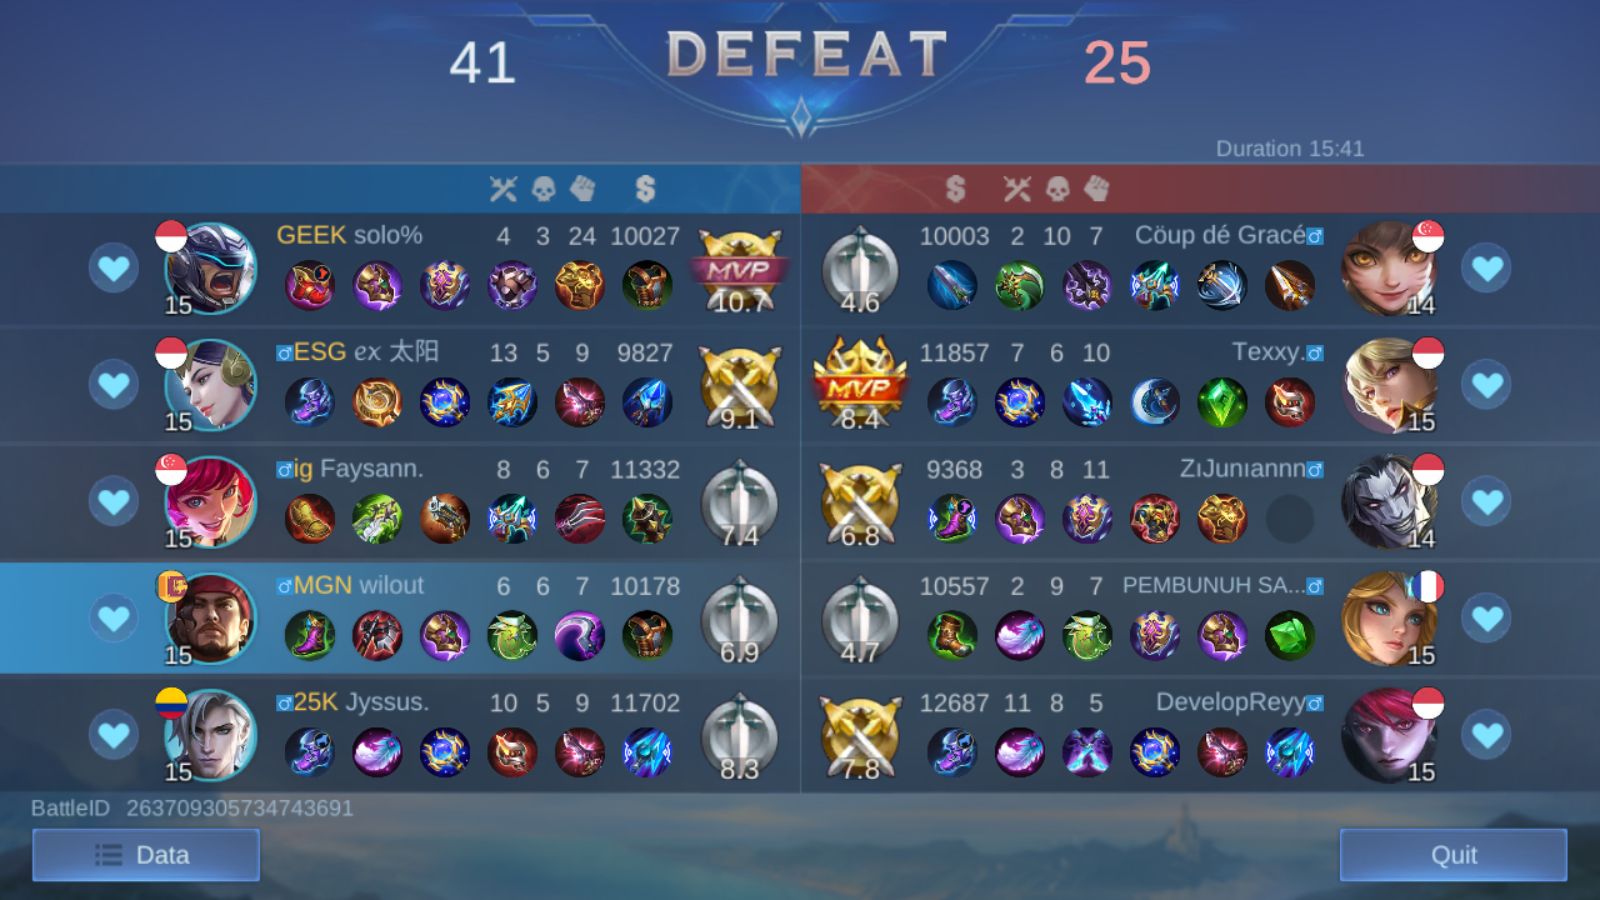 41 DEFEAT 25
Duration 15:41
GEEK solo% 4 3 24 10027
15
MVP
10.7
10003 2 10 7 Cöup dé Gracé
4.6
14
ESG ex 太阳 13 5 9 9827
15
9.1
11857 7 6 10 Texxy.
MVP
8.4
15
ig Faysann. 8 6 7 11332
15
7.4
9368 3 8 11 ZıJunıannn
6.8
14
MGN wilout 6 6 7 10178
15
6.9
10557 2 9 7 PEMBUNUH SA...
4.7
15
25K Jyssus. 10 5 9 11702
15
8.3
12687 11 8 5 DevelopReyy
7.8
15
BattleID 263709305734743691
Data
Quit